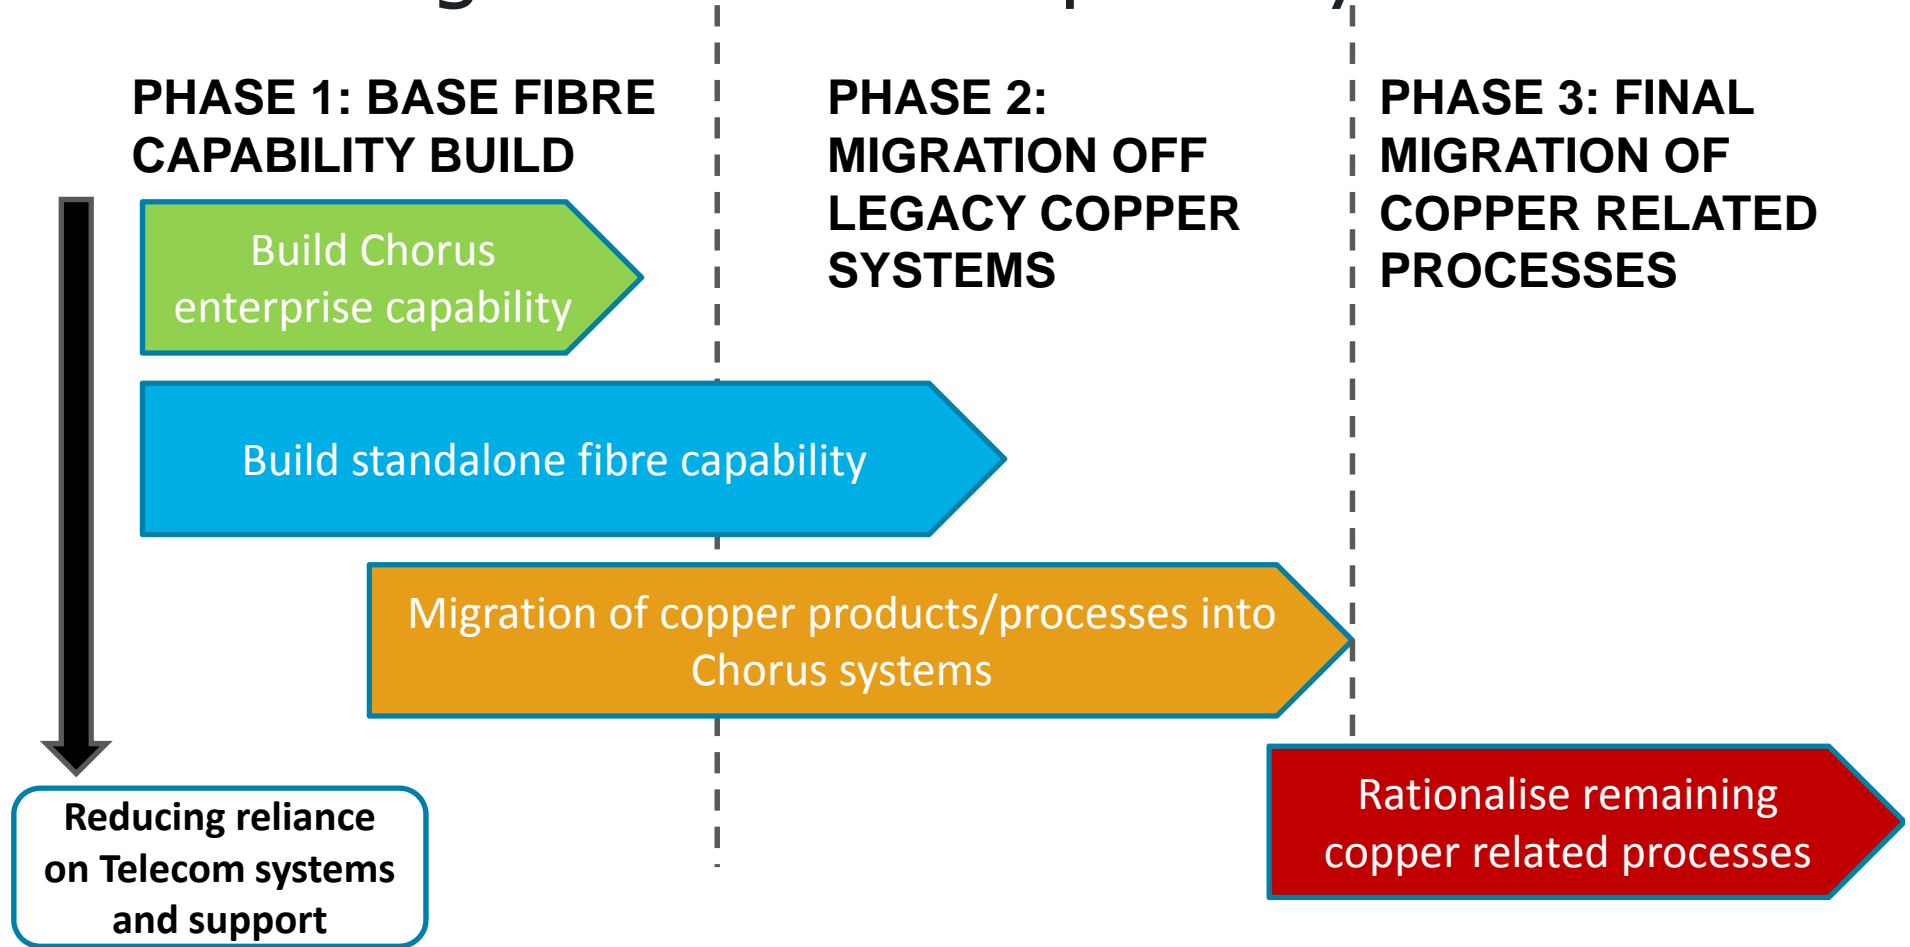 PHASE 1: BASE FIBRE
CAPABILITY BUILD
PHASE 2:
MIGRATION OFF
LEGACY COPPER
SYSTEMS
PHASE 3: FINAL
MIGRATION OF
COPPER RELATED
PROCESSES
Build Chorus
enterprise capability
Build standalone fibre capability
Migration of copper products/processes into
Chorus systems
Rationalise remaining
copper related processes
Reducing reliance
on Telecom systems
and support